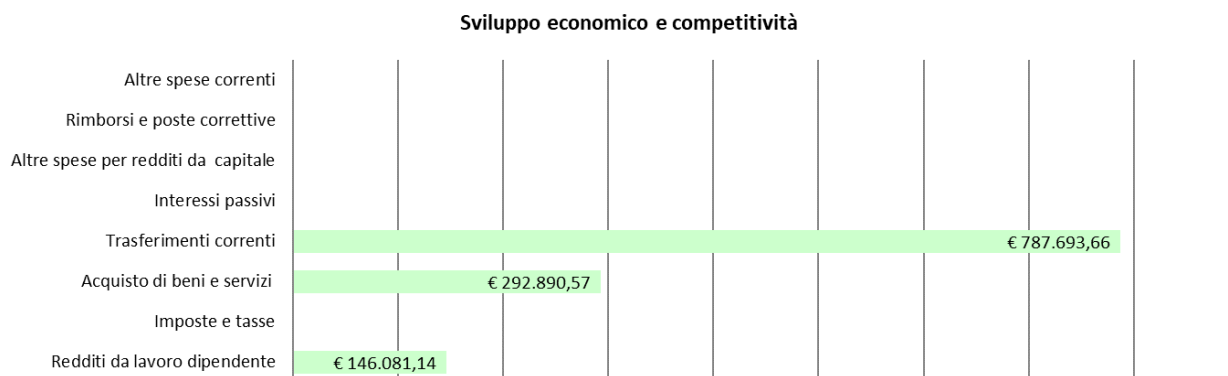 Sviluppo economico e competitività
Altre spese correnti
Rimborsi e poste correttive
Altre spese per redditi da capitale
Interessi passivi
Trasferimenti correnti € 787.693,66
Acquisto di beni e servizi € 292.890,57
Imposte e tasse
Redditi da lavoro dipendente € 146.081,14